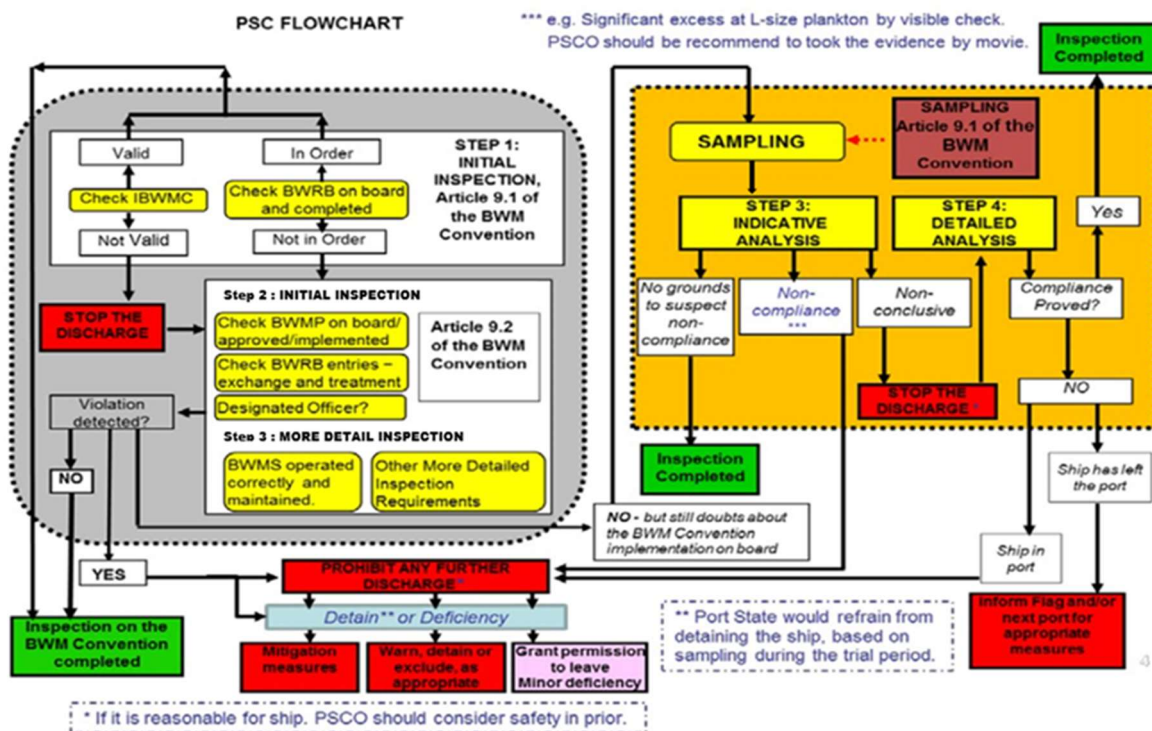 PSC FLOWCHART
*** e.g. Significant excess at L-size plankton by visible check.
PSCO should be recommend to took the evidence by movie.
Inspection
Completed
Valid
In Order
STEP 1:
INITIAL
INSPECTION,
Article 9.1 of
the BWM
Convention
Check IBWMC
Check BWRB on board
and completed
Not Valid
Not in Order
STOP THE
DISCHARGE
Step 2 : INITIAL INSPECTION
Check BWMP on board/
approved/implemented
Check BWRB entries –
exchange and treatment
Designated Officer?
Article 9.2
of the BWM
Convention
Violation
detected?
Step 3 : MORE DETAIL INSPECTION
BWMS operated
correctly and
maintained.
Other More Detailed
Inspection
Requirements
NO
YES
Inspection on the
BWM Convention
completed
SAMPLING
SAMPLING
Article 9.1 of the
BWM
Convention
STEP 3:
INDICATIVE
ANALYSIS
STEP 4:
DETAILED
ANALYSIS
Yes
No grounds
to suspect
non-
compliance
Non-
compliance
***
Non-
conclusive
Compliance
Proved?
STOP THE
DISCHARGE *
NO
Inspection
Completed
Ship has left
the port
NO - but still doubts about
the BWM Convention
implementation on board
Ship in
port
PROHIBIT ANY FURTHER
DISCHARGE*
Detain** or Deficiency
Mitigation
measures
Warn, detain or
exclude, as
appropriate
Grant permission
to leave
Minor deficiency
** Port State would refrain from
detaining the ship, based on
sampling during the trial period.
Inform Flag and/or
next port for
appropriate
measures
4
* If it is reasonable for ship. PSCO should consider safety in prior.